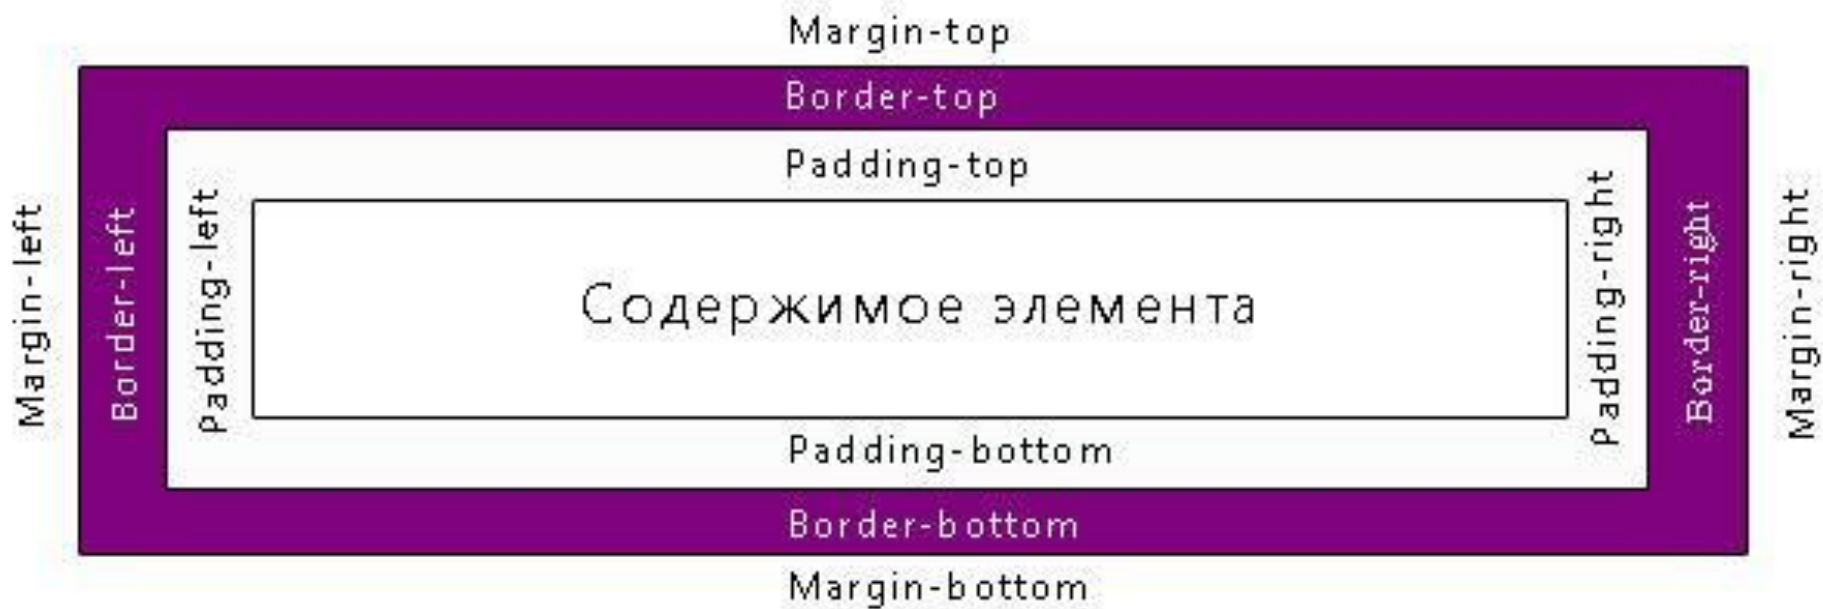 Margin-top
Border-top
Padding-top
Margin-left
Border-left
Padding-left
Содержимое элемента
Padding-right
Border-right
Margin-right
Padding-bottom
Border-bottom
Margin-bottom